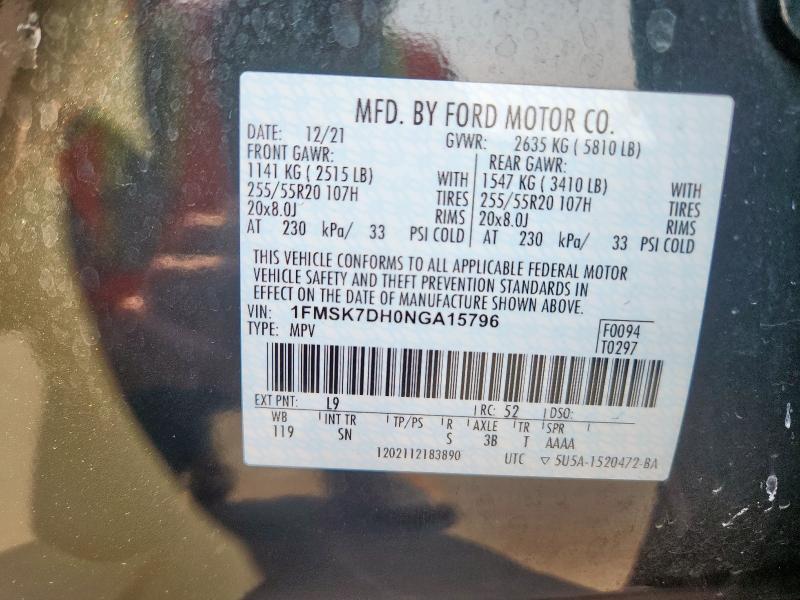 MFD. BY FORD MOTOR CO.
DATE: 12/21 GVWR: 2635 KG ( 5810 LB)
FRONT GAWR: REAR GAWR:
1141 KG ( 2515 LB) WITH 1547 KG ( 3410 LB) WITH
255/55R20 107H TIRES 255/55R20 107H TIRES
20x8.0J RIMS 20x8.0J RIMS
AT 230 kPa/ 33 PSI COLD AT 230 kPa/ 33 PSI COLD
THIS VEHICLE CONFORMS TO ALL APPLICABLE FEDERAL MOTOR
VEHICLE SAFETY AND THEFT PREVENTION STANDARDS IN
EFFECT ON THE DATE OF MANUFACTURE SHOWN ABOVE.
VIN: 1FMSK7DH0NGA15796
TYPE: MPV F0094
T0297
EXT PNT: L9 RC: 52 DSO:
WB INT TR TP/PS R AXLE TR SPR
119 SN S 3B T AAAA
1202112183890 UTC ▽ 5U5A-1520472-BA